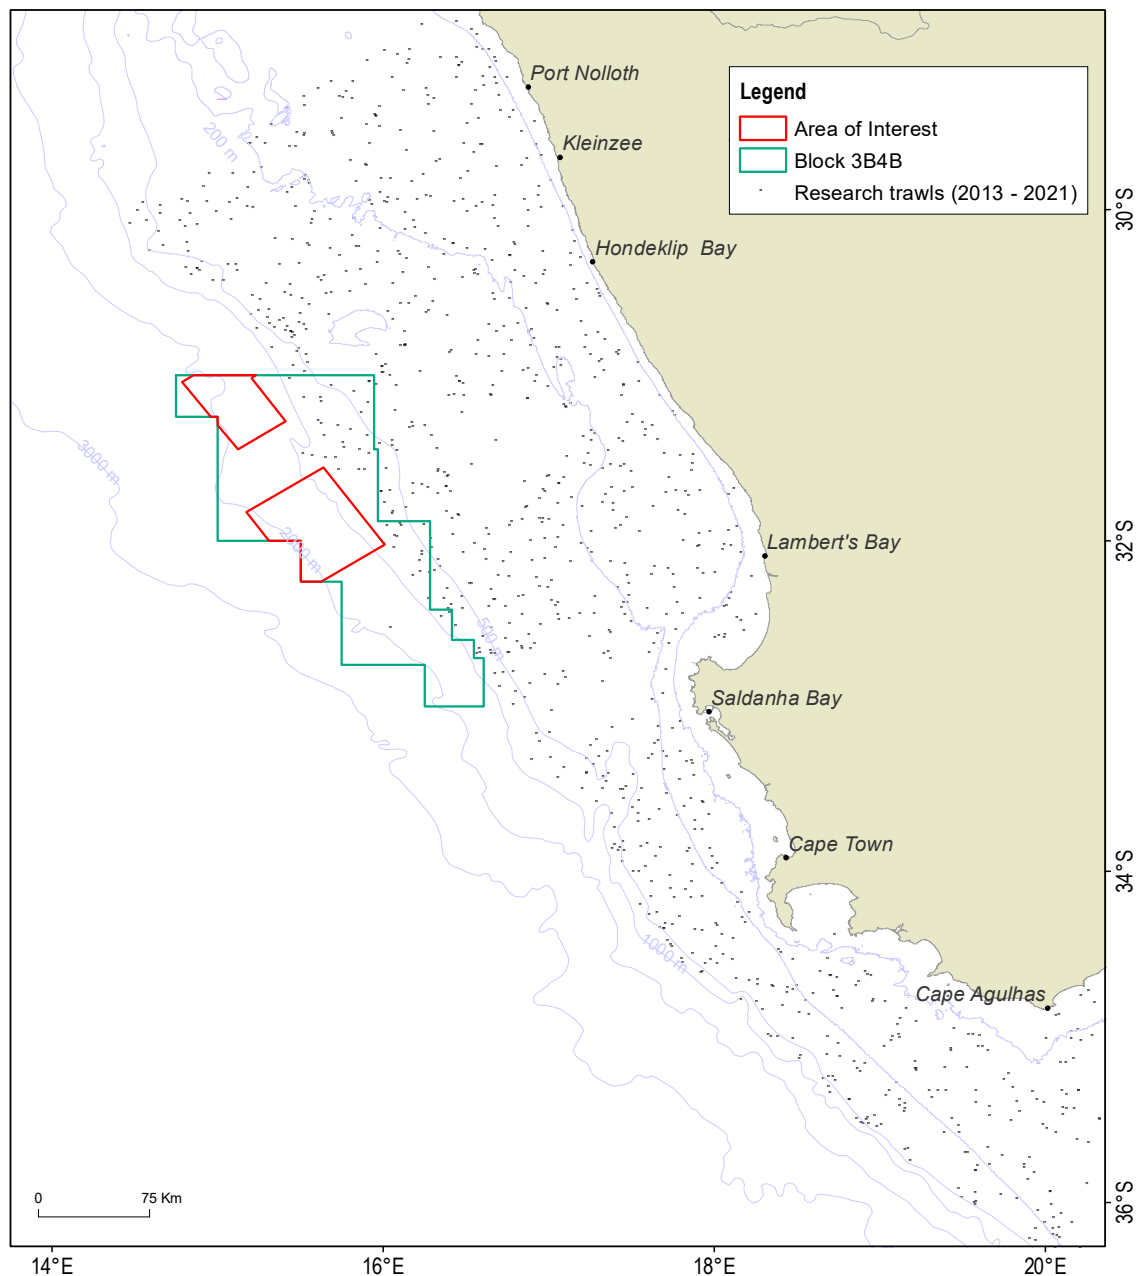 Port Nolloth
Legend
Area of Interest
Block 3B4B
Research trawls (2013 - 2021)
200 m
Kleinzee
30°S
Hondeklip Bay
3000 m
2000 m
32°S
Lambert's Bay
500 m
Saldanha Bay
Cape Town
34°S
1000 m
Cape Agulhas
36°S
0 75 Km
14°E 16°E 18°E 20°E